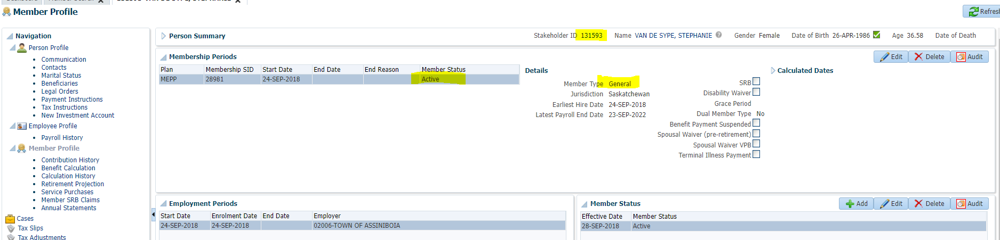 Member Profile
Refresh
Navigation
Person Profile
Communication
Contacts
Marital Status
Beneficiaries
Legal Orders
Payment Instructions
Tax Instructions
New Investment Account
Employee Profile
Payroll History
Member Profile
Contribution History
Benefit Calculation
Calculation History
Retirement Projection
Service Purchases
Member SRB Claims
Annual Statements
Cases
Tax Slips
Tax Adjustments
Person Summary Stakeholder ID 131593 Name VAN DE SYPE, STEPHANIE Gender Female Date of Birth 26-APR-1986 Age 36.58 Date of Death
Membership Periods Edit Delete Audit
Plan Membership SID Start Date End Date End Reason Member Status
MEPP 28981 24-SEP-2018 Active
Details
Member Type General
Jurisdiction Saskatchewan
Earliest Hire Date 24-SEP-2018
Latest Payroll End Date 23-SEP-2022
SRB
Disability Waiver
Grace Period
Dual Member Type No
Benefit Payment Suspended
Spousal Waiver (pre-retirement)
Spousal Waiver VPB
Terminal Illness Payment
Calculated Dates
Employment Periods
Start Date Enrolment Date End Date Employer
24-SEP-2018 24-SEP-2018 02006-TOWN OF ASSINIBOIA
Member Status Add Edit Delete Audit
Effective Date Member Status
28-SEP-2018 Active